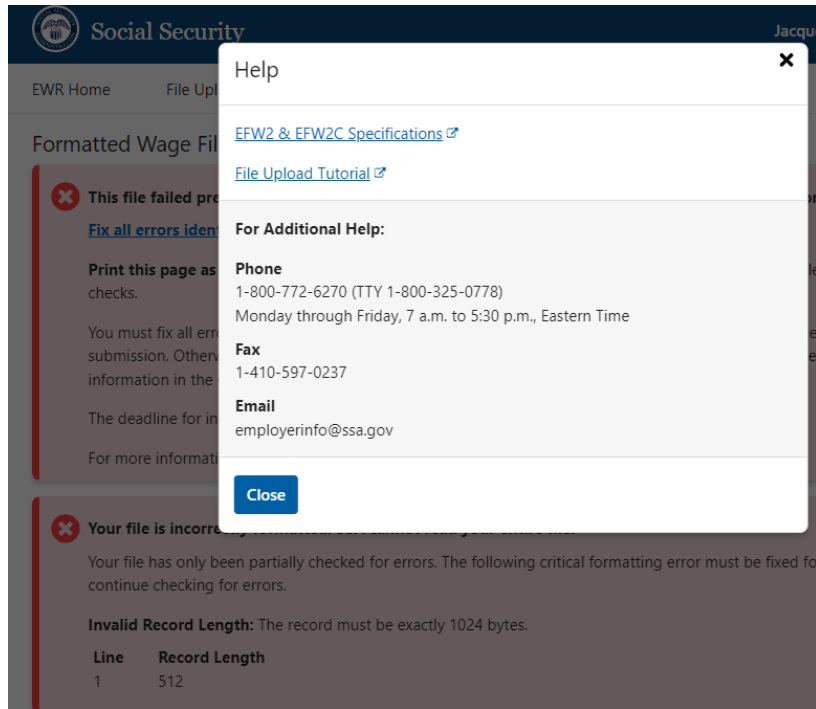 Social Security
Jacqu
EWR Home File Upl
Formatted Wage Fil
Help
EFW2 & EFW2C Specifications
File Upload Tutorial
For Additional Help:
Phone
1-800-772-6270 (TTY 1-800-325-0778)
Monday through Friday, 7 a.m. to 5:30 p.m., Eastern Time
Fax
1-410-597-0237
Email
employerinfo@ssa.gov
Close
This file failed pre
Fix all errors iden
Print this page as
checks.
You must fix all erro
submission. Otherw
information in the
The deadline for in
For more informati
Your file is incorre
Your file has only been partially checked for errors. The following critical formatting error must be fixed fo
continue checking for errors.
Invalid Record Length: The record must be exactly 1024 bytes.
Line Record Length
1 512